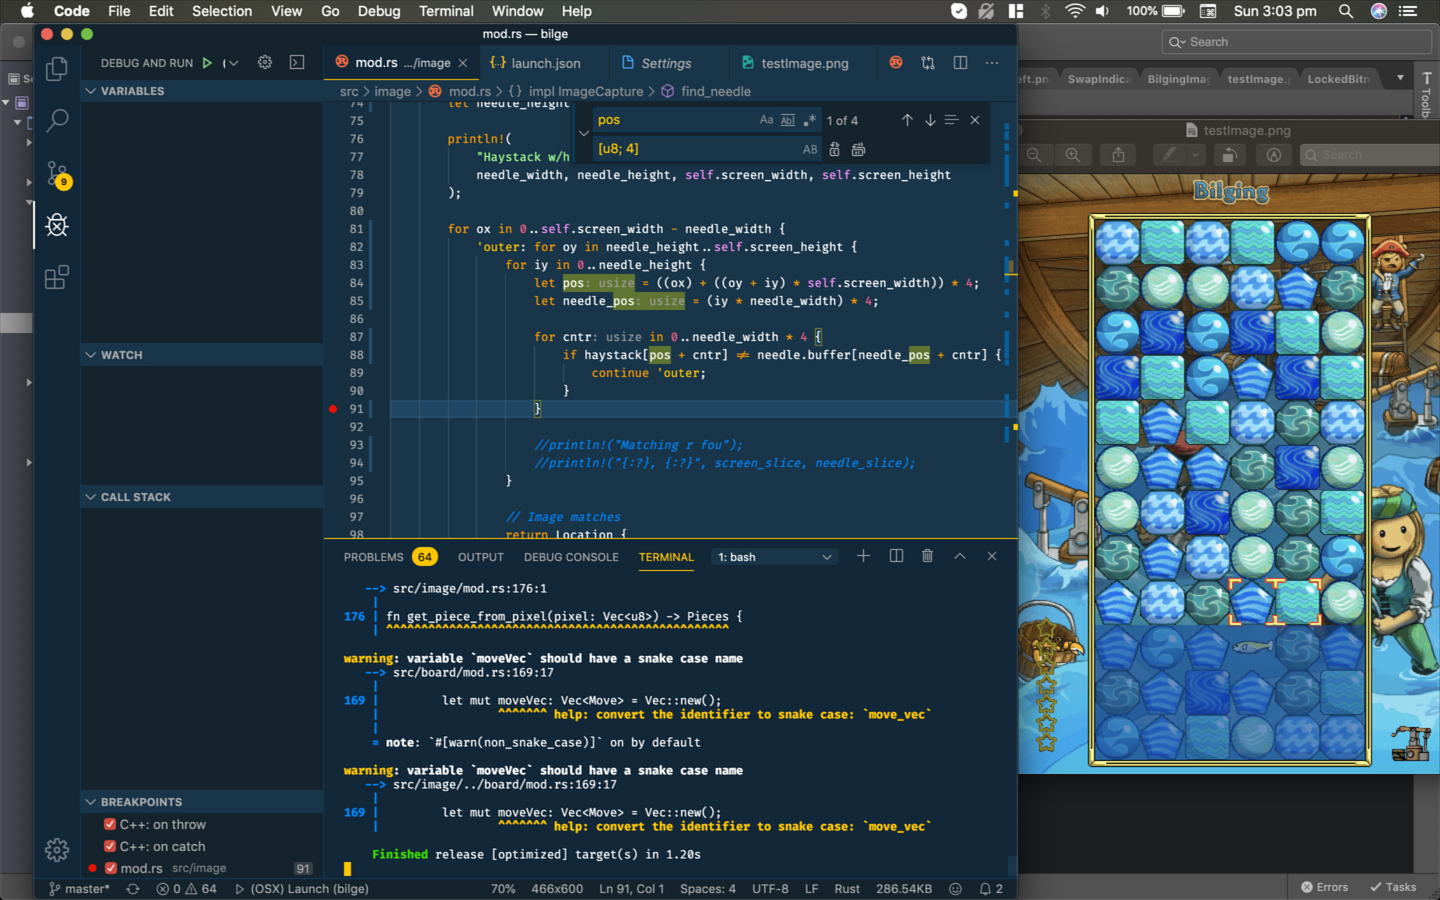 Code File Edit Selection View Go Debug Terminal Window Help 100% Sun 3:03 pm
mod.rs — bilge
Search
DEBUG AND RUN
mod.rs .../image
launch.json
Settings
testImage.png
src > image > mod.rs > {} impl ImageCapture > find_needle
VARIABLES
WATCH
CALL STACK
BREAKPOINTS
C++: on throw
C++: on catch
mod.rs src/image 91
9
pos
Aa Abl .* 1 of 4
[u8; 4] AB
74 let needle_height
75
76 println!(
77 "Haystack w/h
78 needle_width, needle_height, self.screen_width, self.screen_height
79 );
80
81 for ox in 0..self.screen_width - needle_width {
82 'outer: for oy in needle_height..self.screen_height {
83 for iy in 0..needle_height {
84 let pos: usize = ((ox) + ((oy + iy) * self.screen_width)) * 4;
85 let needle_pos: usize = (iy * needle_width) * 4;
86
87 for cntr: usize in 0..needle_width * 4 {
88 if haystack[pos + cntr] ≠ needle.buffer[needle_pos + cntr] {
89 continue 'outer;
90 }
91 }
92
93 //println!("Matching r fou");
94 //println!("{:?}, {:?}", screen_slice, needle_slice);
95 }
96
97 // Image matches
98 return Location {
PROBLEMS 64 OUTPUT DEBUG CONSOLE TERMINAL 1: bash
--> src/image/mod.rs:176:1
|
176 | fn get_piece_from_pixel(pixel: Vec<u8>) -> Pieces {
| ^^^^^^^^^^^^^^^^^^^^^^^^^^^^^^^^^^^^^^^^^^^^^^^^^
warning: variable `moveVec` should have a snake case name
--> src/board/mod.rs:169:17
|
169 | let mut moveVec: Vec<Move> = Vec::new();
| ^^^^^^^ help: convert the identifier to snake case: `move_vec`
|
= note: `#[warn(non_snake_case)]` on by default
warning: variable `moveVec` should have a snake case name
--> src/image/../board/mod.rs:169:17
|
169 | let mut moveVec: Vec<Move> = Vec::new();
| ^^^^^^^ help: convert the identifier to snake case: `move_vec`
Finished release [optimized] target(s) in 1.20s
master* 0 64 (OSX) Launch (bilge) 70% 466x600 Ln 91, Col 1 Spaces: 4 UTF-8 LF Rust 286.54KB 2
eft.pn SwapIndic BilgingImag testImage. LockedBitm
Toolb
testImage.png
Search
Bilging
Errors Tasks